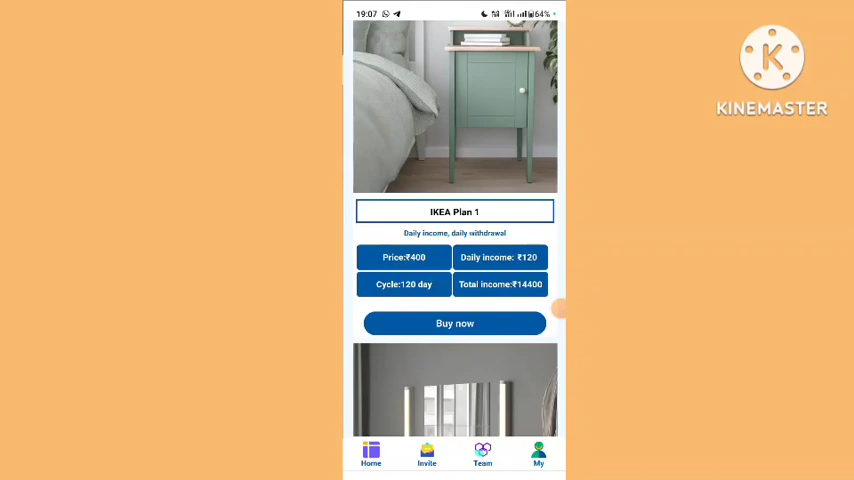 19:07
64%
KINEMASTER
IKEA Plan 1
Daily income, daily withdrawal
Price:₹400
Daily income: ₹120
Cycle:120 day
Total income:₹14400
Buy now
Home
Invite
Team
My